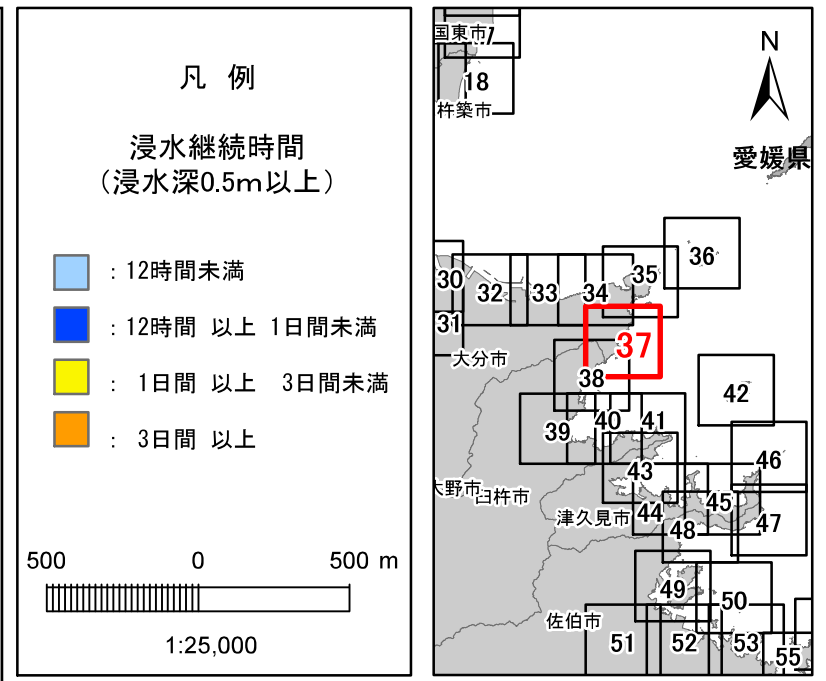 凡 例
浸水継続時間
（浸水深0.5m以上）
：12時間未満
：12時間 以上 1日間未満
： 1日間 以上 3日間未満
： 3日間 以上
500 0 500 m
1:25,000
国東市
18
杵築市
N
愛媛県
36
35
30
32
33
34
31
37
大分市
38
42
39
40
41
46
43
大野市
臼杵市
津久見市
44
45
48
47
49
50
佐伯市
51
52
53
55